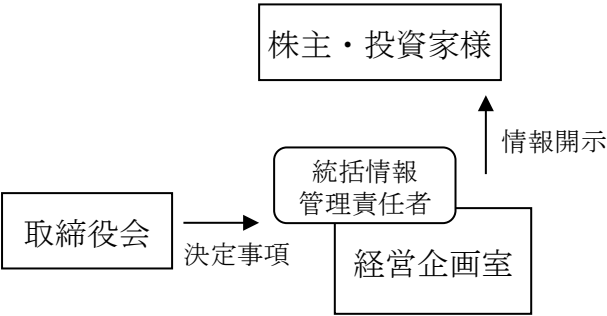 株主・投資家様
情報開示
統括情報
管理責任者
取締役会
決定事項
経営企画室